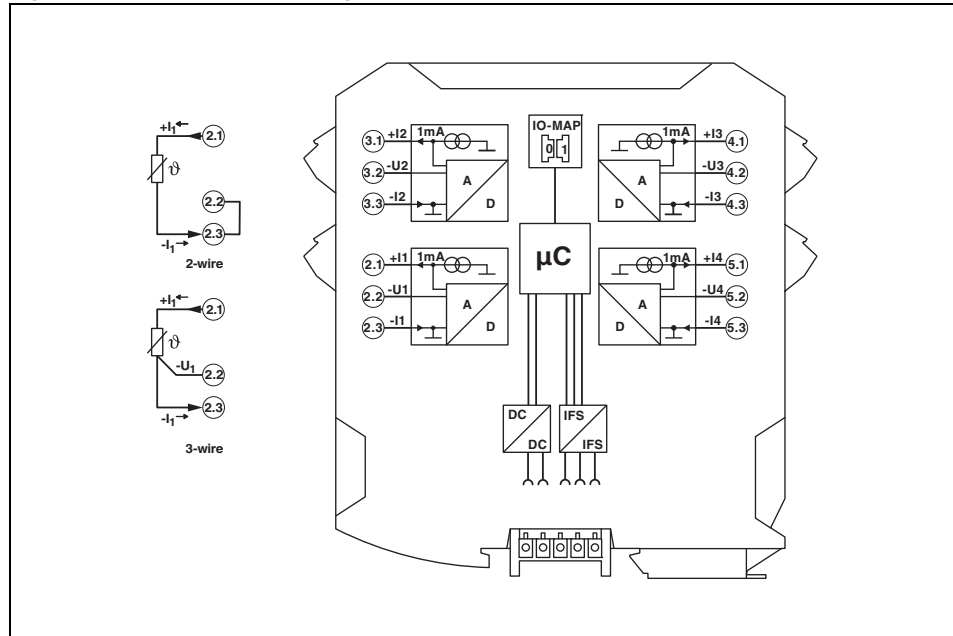 +I1
2.1
ϑ
2.2
2.3
-I1
2-wire
+I1
2.1
ϑ
-U1
2.2
2.3
-I1
3-wire
3.1 +I2 1mA
3.2 -U2 A
3.3 -I2 D
2.1 +I1 1mA
2.2 -U1 A
2.3 -I1 D
IO-MAP
0 1
µC
1mA +I3 4.1
A -U3 4.2
D -I3 4.3
1mA +I4 5.1
A -U4 5.2
D -I4 5.3
DC
DC
IFS
IFS